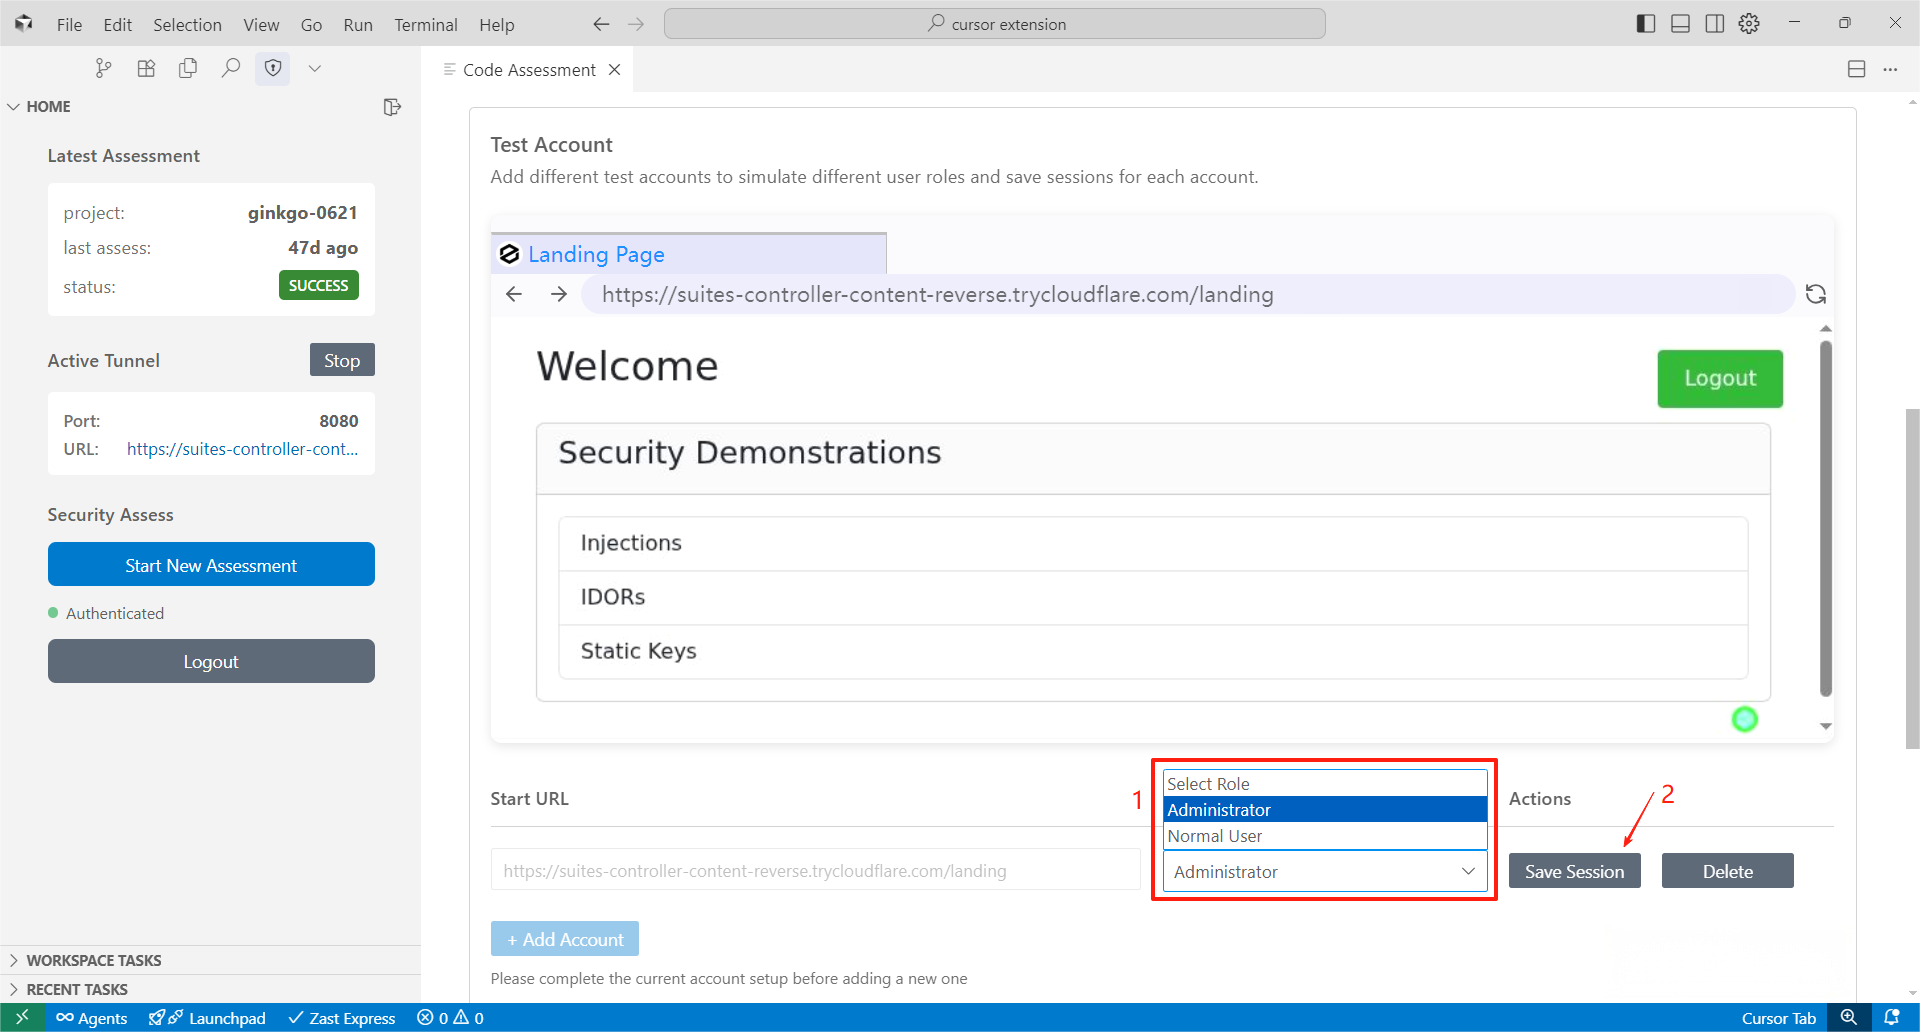 File Edit Selection View Go Run Terminal Help
cursor extension
Code Assessment
HOME
Latest Assessment
project: ginkgo-0621
last assess: 47d ago
status: SUCCESS
Active Tunnel Stop
Port: 8080
URL: https://suites-controller-cont...
Security Assess
Start New Assessment
Authenticated
Logout
WORKSPACE TASKS
RECENT TASKS
Test Account
Add different test accounts to simulate different user roles and save sessions for each account.
Landing Page
https://suites-controller-content-reverse.trycloudflare.com/landing
Welcome
Logout
Security Demonstrations
Injections
IDORs
Static Keys
Start URL
1
Select Role
Administrator
Normal User
Actions
2
https://suites-controller-content-reverse.trycloudflare.com/landing
Administrator
Save Session
Delete
+ Add Account
Please complete the current account setup before adding a new one
Agents Launchpad Zast Express 0 0 Cursor Tab